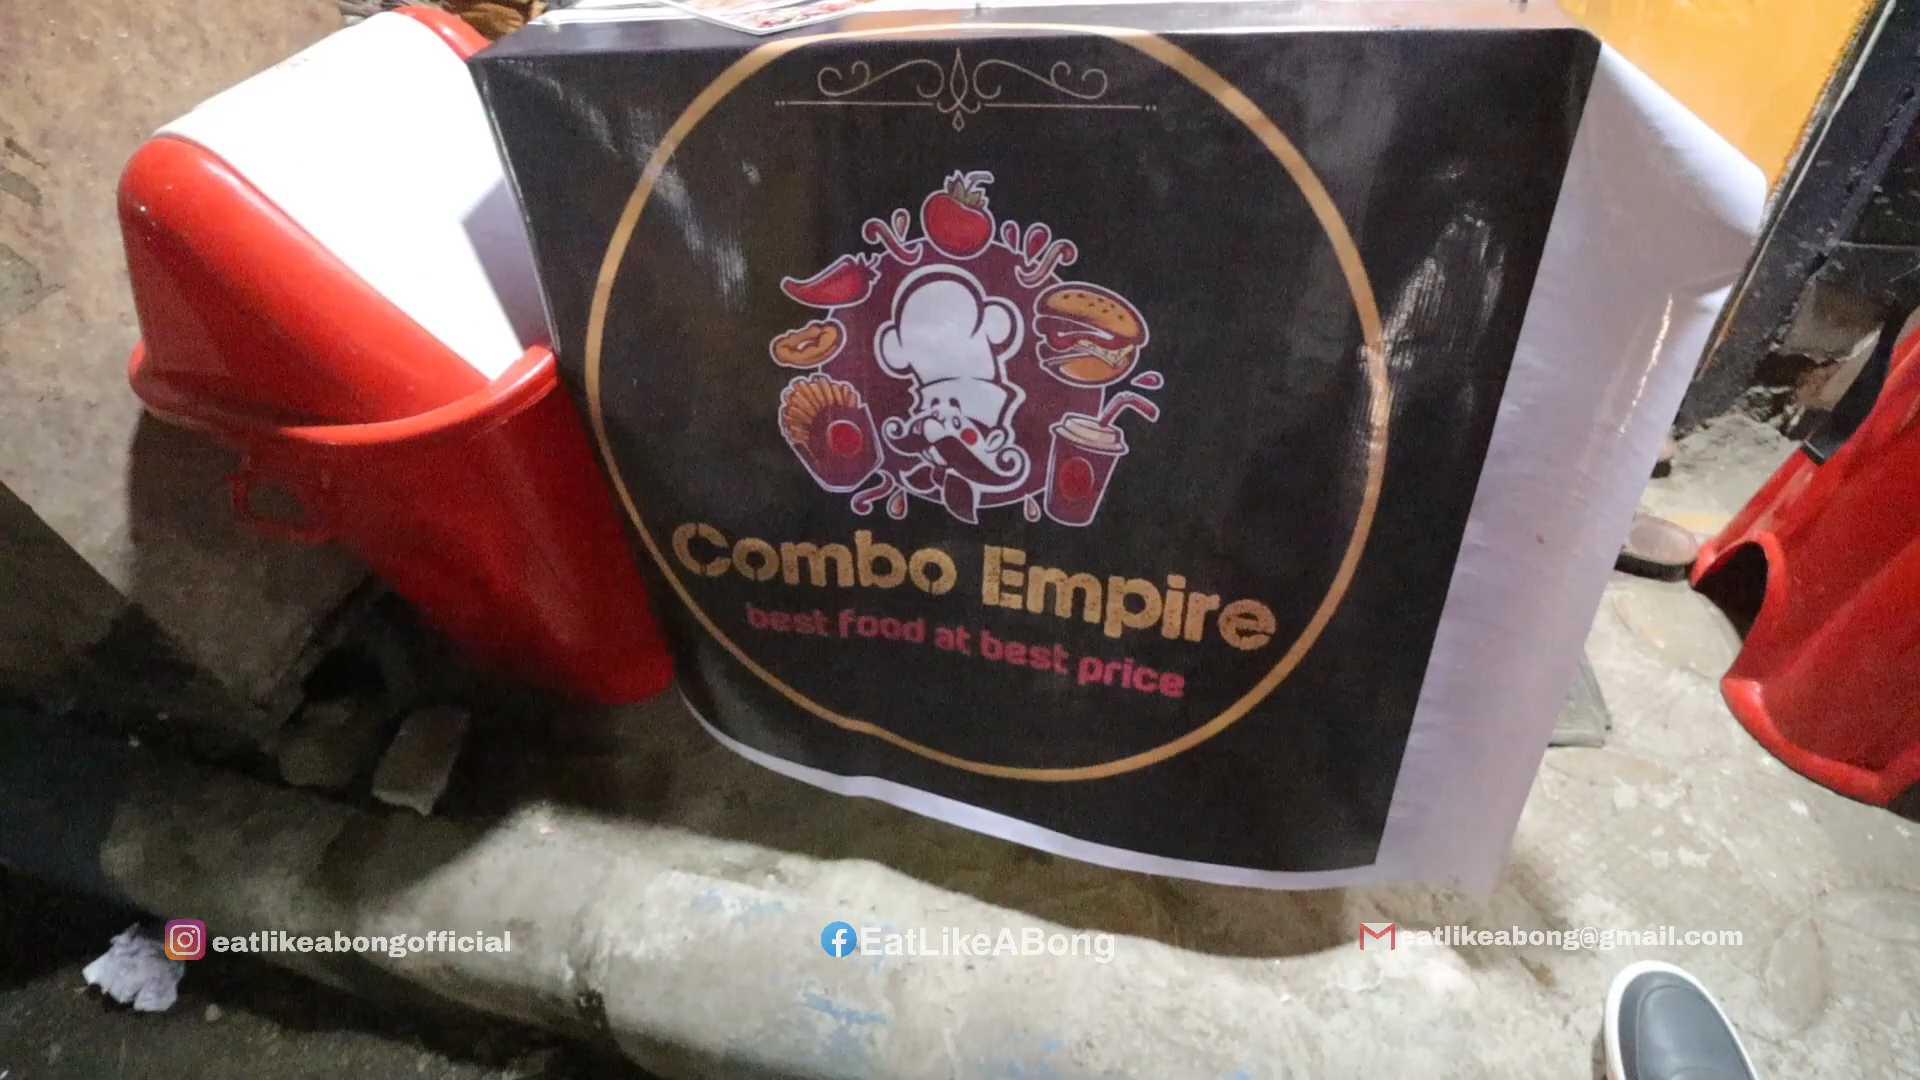 Combo Empire
best food at best price
eatlikeabongofficial
EatLikeABong
eatlikeabong@gmail.com